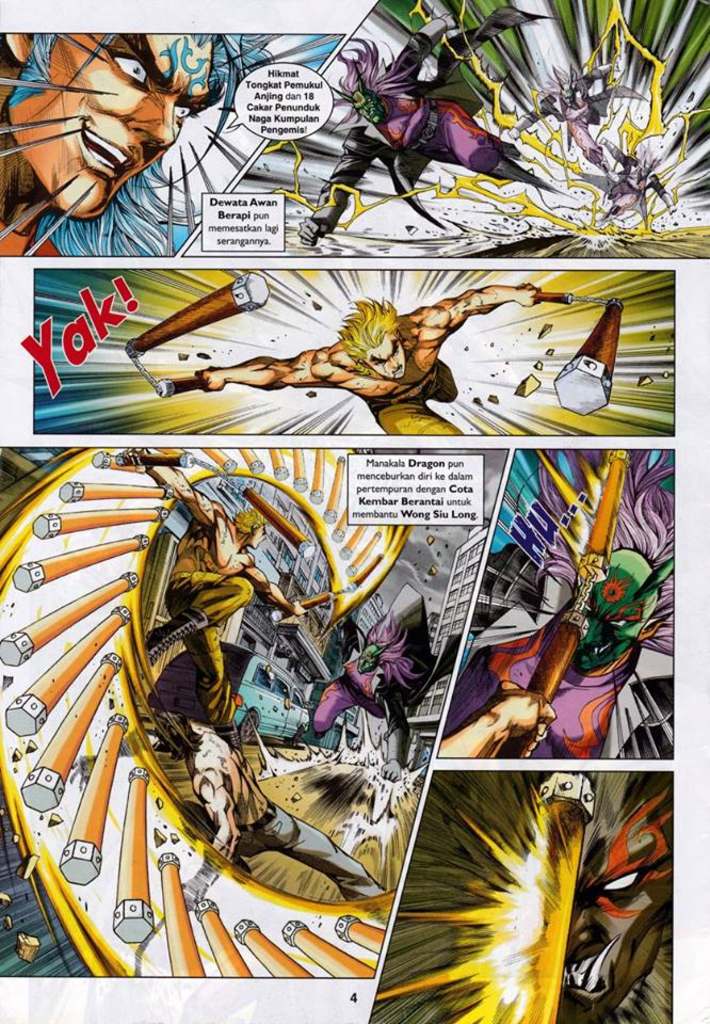 Hikmat
Tongkat Pemukul
Anjing dan 18
Cakar Penunduk
Naga Kumpulan
Pengemis!
Dewata Awan
Berapi pun
memesatkan lagi
serangannya.
Yak!
Manakala Dragon pun
menceburkan diri ke dalam
pertempuran dengan Cota
Kembar Berantai untuk
membantu Wong Siu Long.
HU...
4